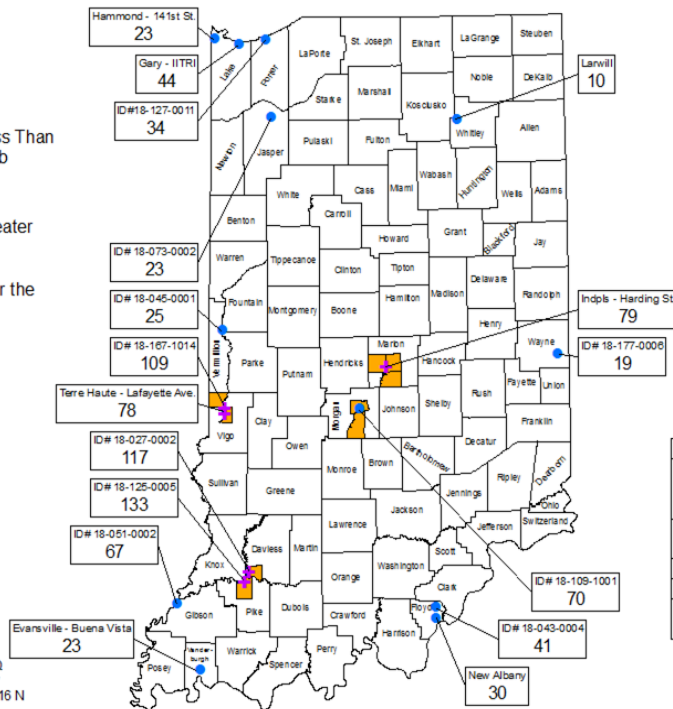 Hammond - 141st St.
23
Gary - IITRI
44
ID#18-127-0011
34
ss Than
b
eater
r the
ID# 18-073-0002
23
ID# 18-045-0001
25
ID# 18-167-1014
109
Terre Haute - Lafayette Ave.
78
ID# 18-027-0002
117
ID# 18-125-0005
133
ID# 18-051-0002
67
Evansville - Buena Vista
23
16 N
Larwill
10
Indpls - Harding St
79
ID# 18-177-0006
19
ID# 18-109-1001
70
ID# 18-043-0004
41
New Albany
30
Lake
Porter
LaPorte
St. Joseph
Elkhart
LaGrange
Steuben
Noble
DeKalb
Starke
Marshall
Kosciusko
Whitley
Allen
Newton
Jasper
Pulaski
Fulton
Wabash
Huntington
Wells
Adams
White
Cass
Miami
Benton
Carroll
Howard
Grant
Blackford
Jay
Warren
Tippecanoe
Clinton
Tipton
Madison
Delaware
Randolph
Fountain
Montgomery
Boone
Hamilton
Henry
Wayne
Vermillion
Parke
Putnam
Hendricks
Marion
Hancock
Rush
Fayette
Union
Vigo
Clay
Owen
Morgan
Johnson
Shelby
Franklin
Decatur
Sullivan
Greene
Monroe
Brown
Bartholomew
Jennings
Ripley
Dearborn
Ohio
Switzerland
Jefferson
Jackson
Lawrence
Knox
Daviess
Martin
Orange
Washington
Scott
Clark
Floyd
Harrison
Gibson
Pike
Dubois
Crawford
Perry
Spencer
Warrick
Vander-
burgh
Posey